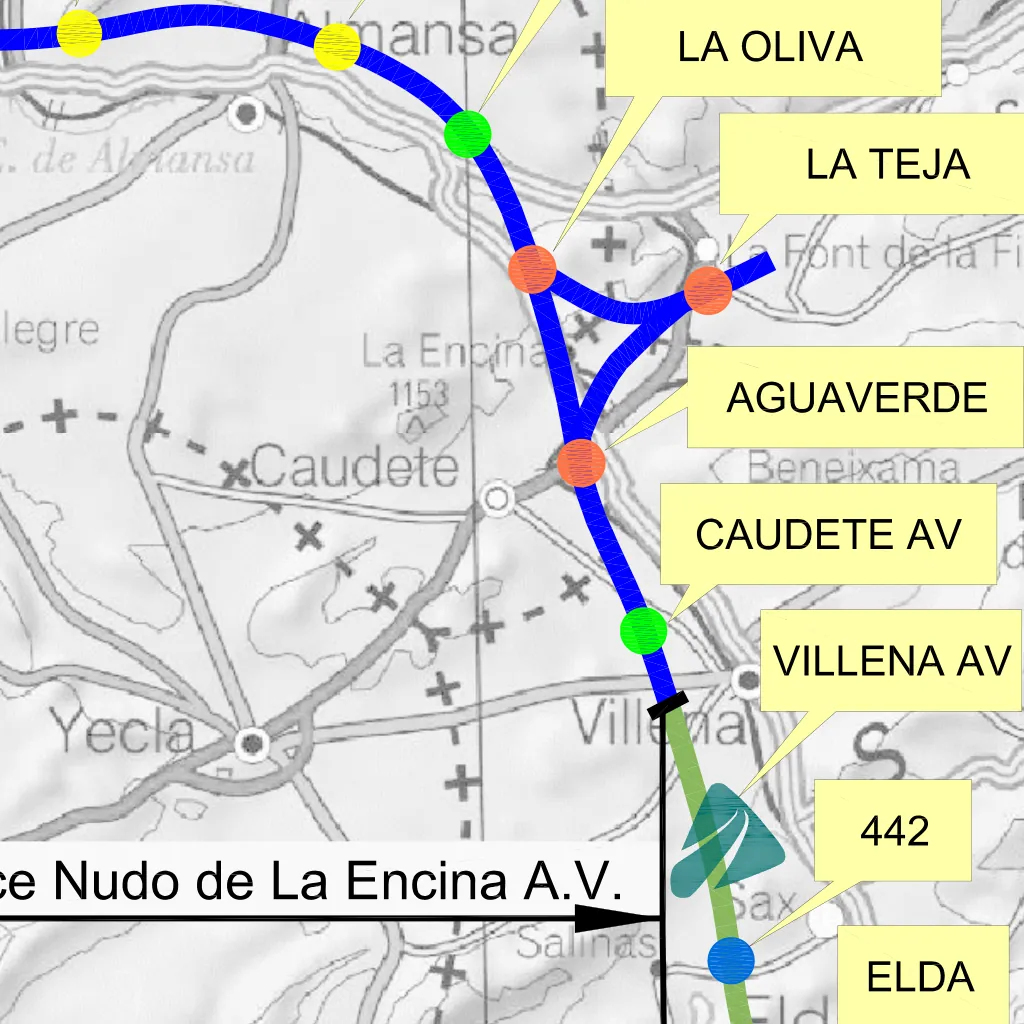 Almansa
LA OLIVA
C. de Almansa
LA TEJA
La Font de la Fi
legre
La Encina
1153
AGUAVERDE
Caudete
Beneixama
CAUDETE AV
VILLENA AV
Yecla
Villena
S
442
ce Nudo de La Encina A.V.
Sax
Salinas
ELDA
Eld